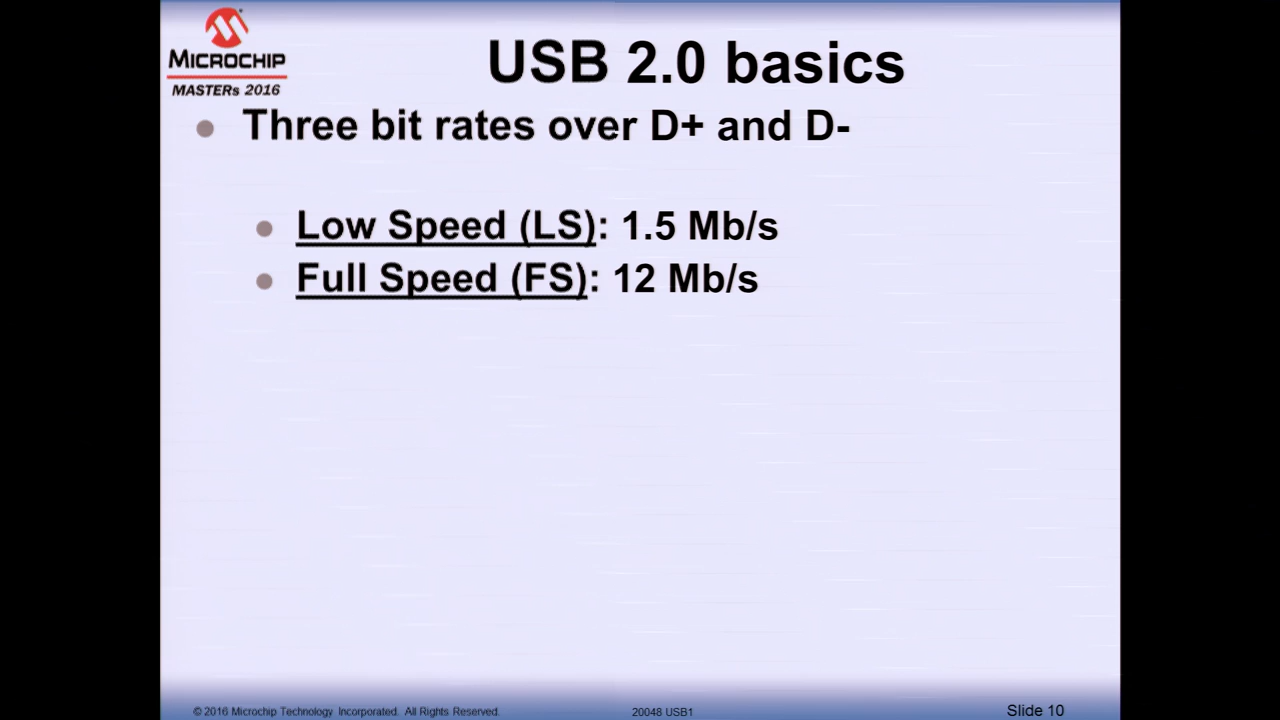 MICROCHIP
MASTERs 2016
USB 2.0 basics
Three bit rates over D+ and D-
Low Speed (LS): 1.5 Mb/s
Full Speed (FS): 12 Mb/s
© 2016 Microchip Technology Incorporated. All Rights Reserved.
20048 USB1
Slide 10